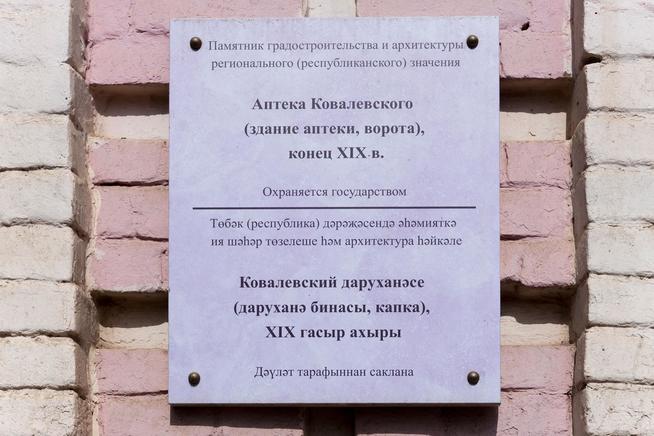 Памятник градостроительства и архитектуры
регионального (республиканского) значения
Аптека Ковалевского
(здание аптеки, ворота),
конец XIX в.
Охраняется государством
Төбәк (республика) дәрәҗәсендә әһәмияткә
ия шәһәр төзелеше һәм архитектура һәйкәле
Ковалевский даруханәсе
(даруханә бинасы, капка),
XIX гасыр ахыры
Дәүләт тарафыннан саклана